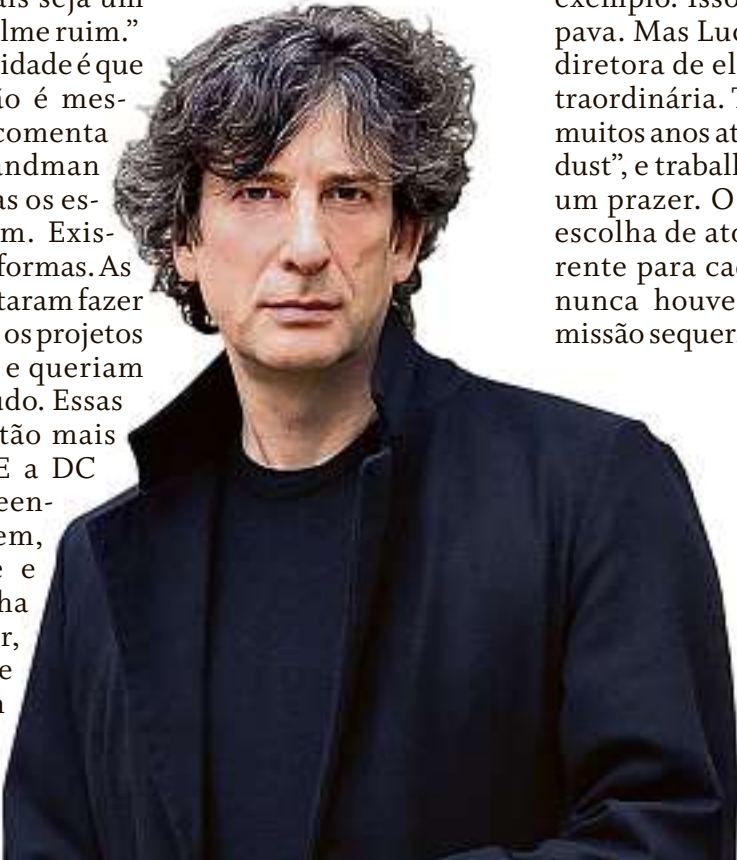 ais seja um
lme ruim.”
idade é que
ão é mes-
comenta
andman
as os es-
m. Exis-
formas. As
taram fazer
os projetos
e queriam
udo. Essas
tão mais
E a DC
een-
em,
e e
ha
r,
e
exemplo. Isso
pava. Mas Luc
diretora de el
traordinária. T
muitos anos at
dust”, e trabalh
um prazer. O
escolha de ato
rente para cad
nunca houve
missão sequer